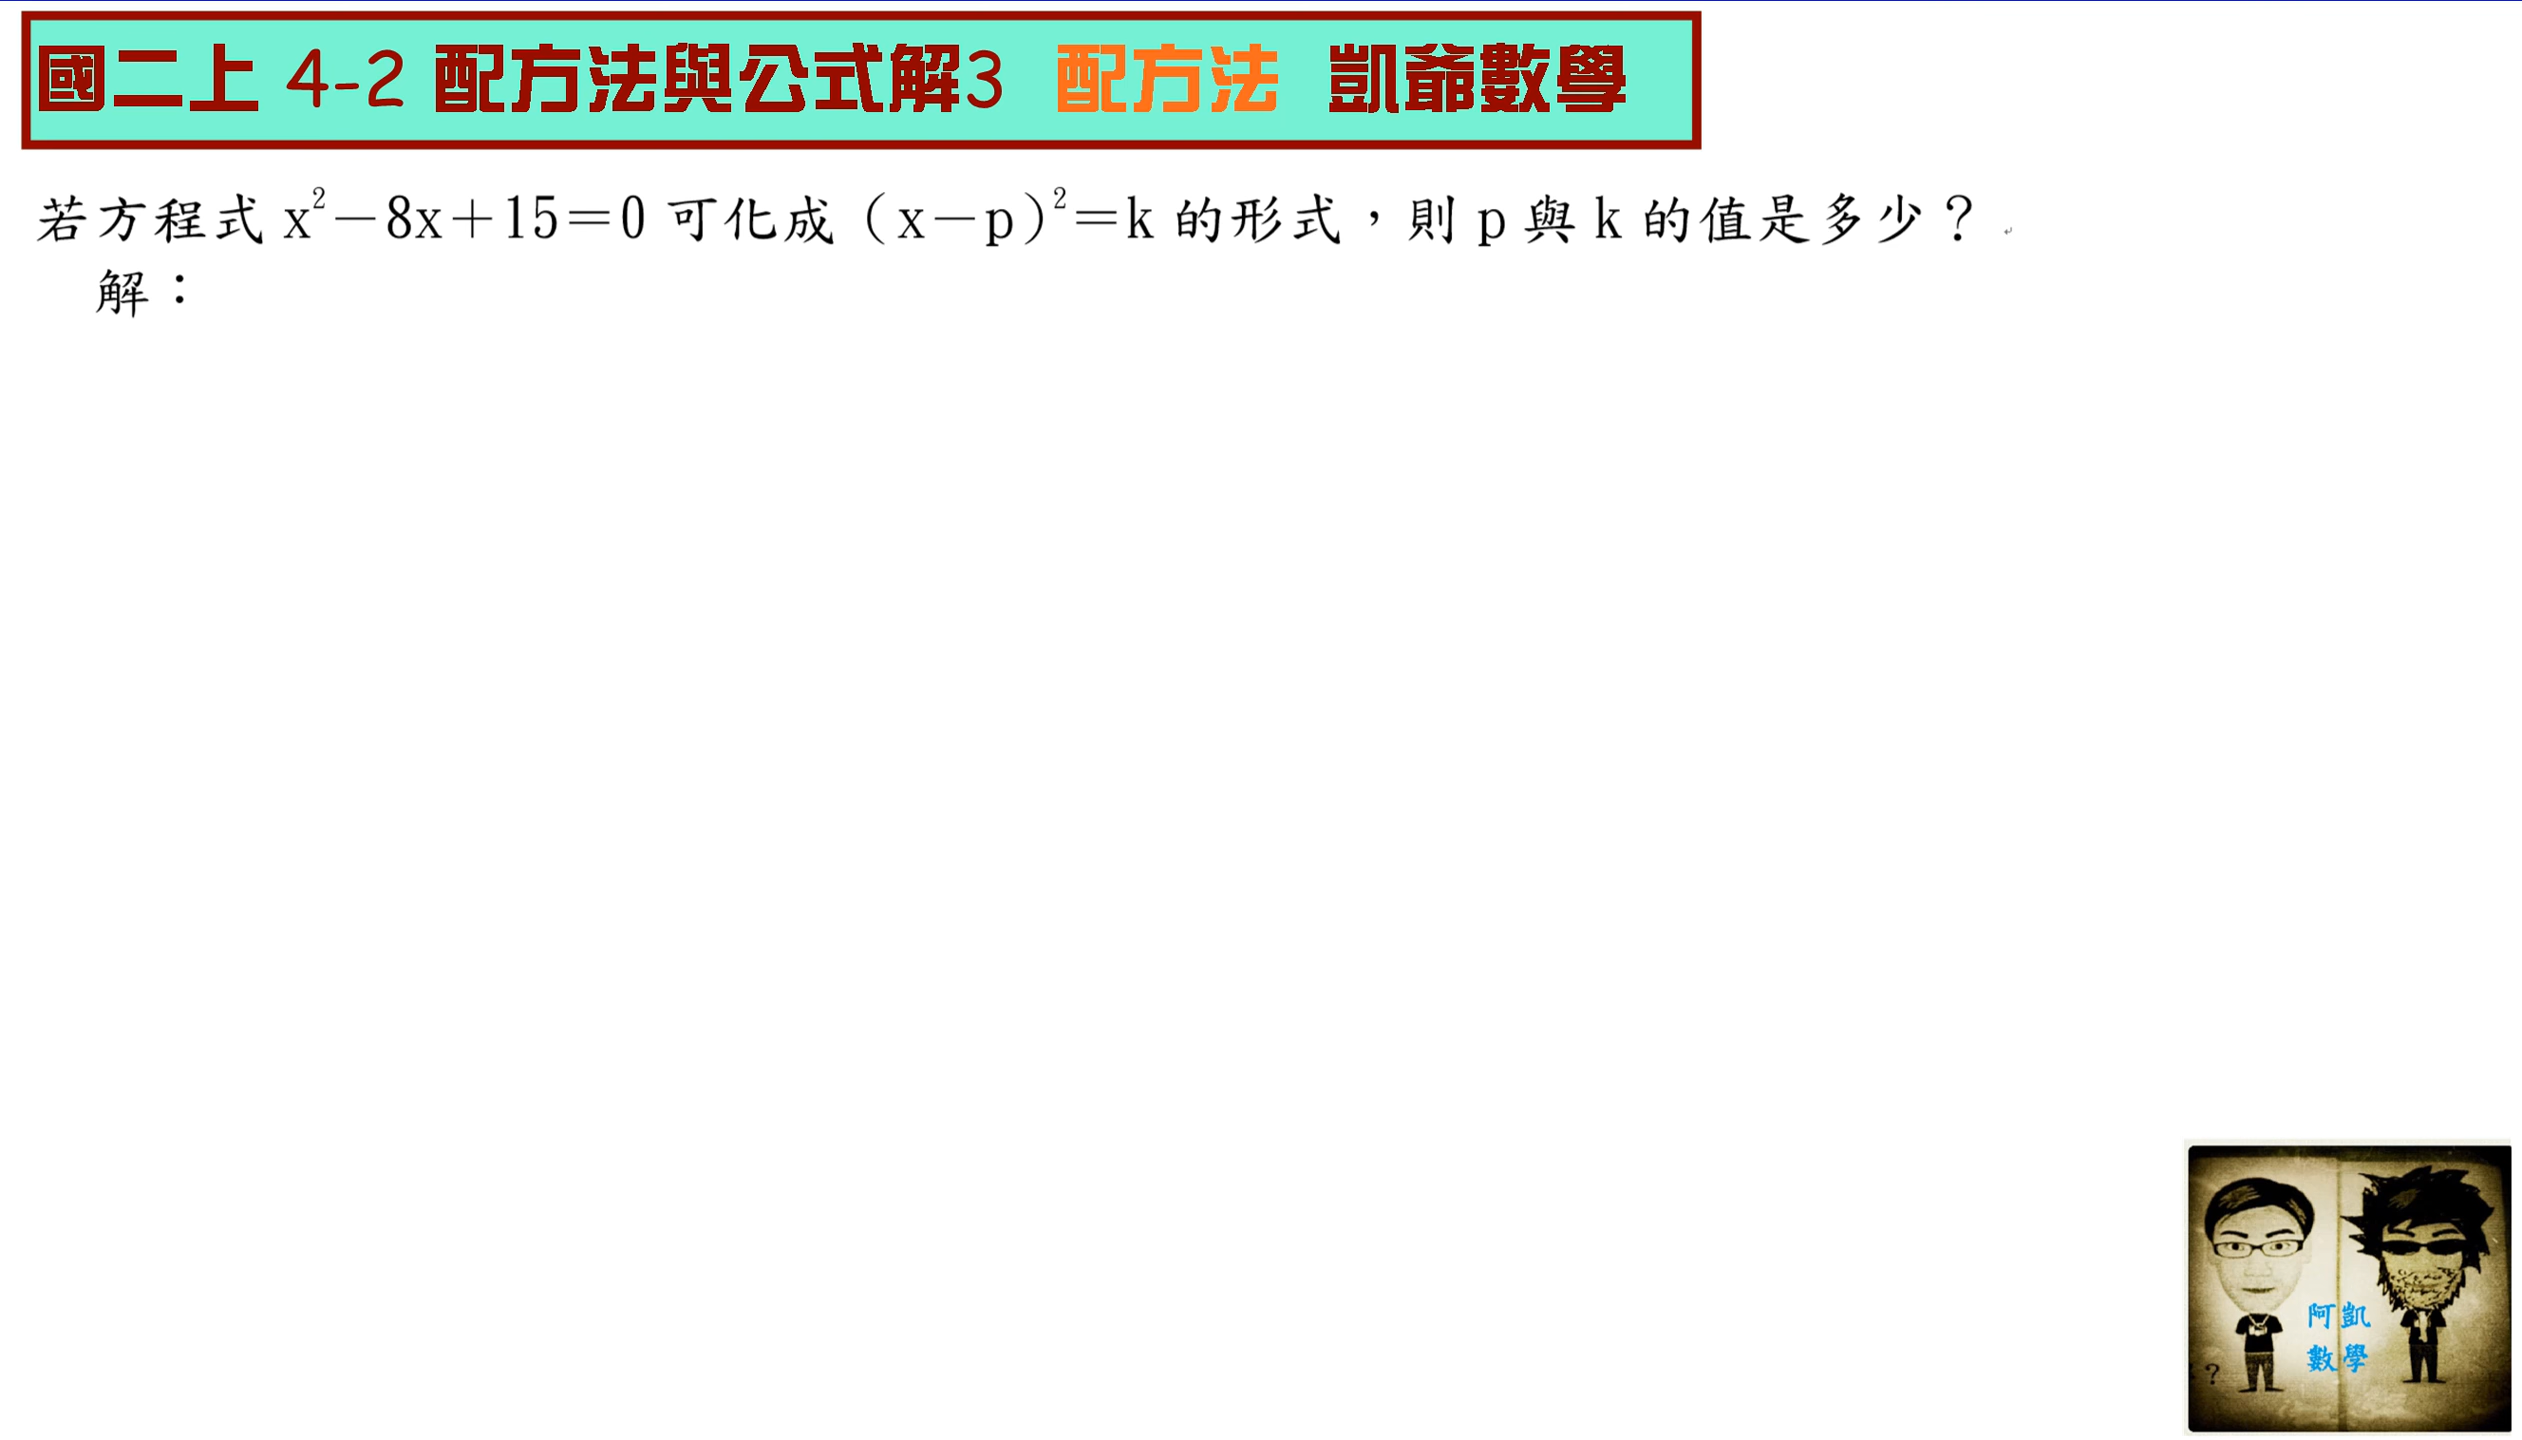 國二上 4-2 配方法與公式解3 配方法 凱爺數學
若方程式 x²－8x＋15＝0 可化成（x－p）²＝k 的形式，則 p 與 k 的值是多少？
解：
阿凱
數學
?